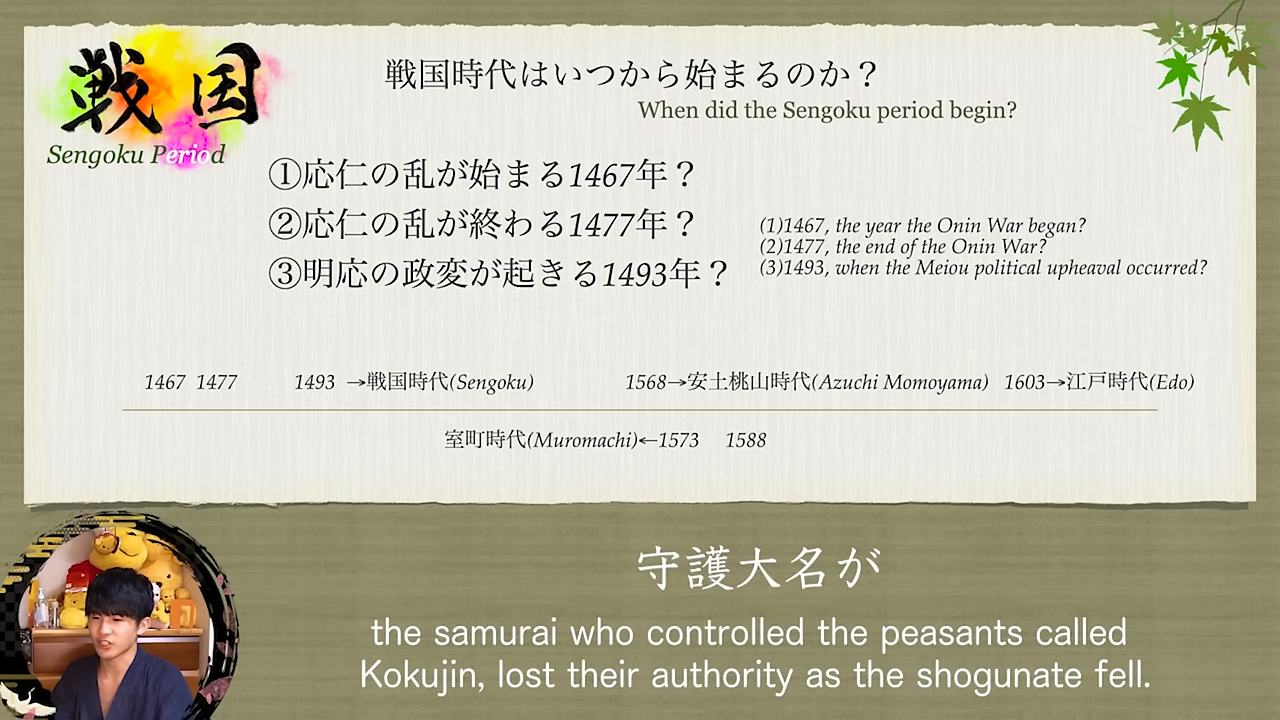 戦国
Sengoku Period
戦国時代はいつから始まるのか？
When did the Sengoku period begin?
①応仁の乱が始まる1467年？
②応仁の乱が終わる1477年？
③明応の政変が起きる1493年？
(1)1467, the year the Onin War began?
(2)1477, the end of the Onin War?
(3)1493, when the Meiou political upheaval occurred?
1467 1477 1493 →戦国時代(Sengoku) 1568→安土桃山時代(Azuchi Momoyama) 1603→江戸時代(Edo)
室町時代(Muromachi)←1573 1588
守護大名が
the samurai who controlled the peasants called
Kokujin, lost their authority as the shogunate fell.